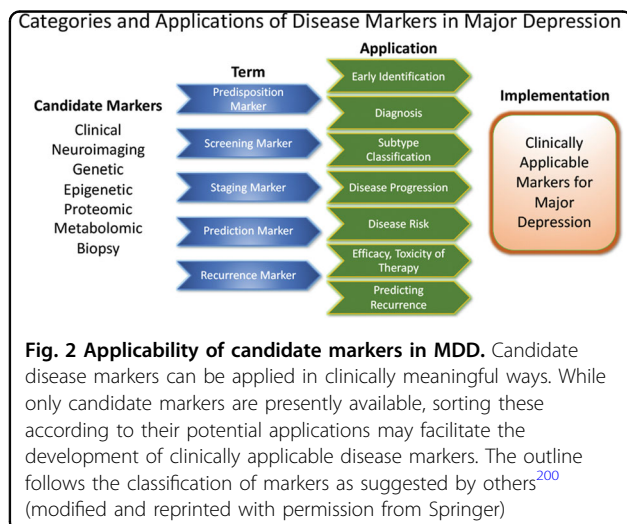 Categories and Applications of Disease Markers in Major Depression
Candidate Markers
Clinical
Neuroimaging
Genetic
Epigenetic
Proteomic
Metabolomic
Biopsy
Term
Predisposition
Marker
Screening Marker
Staging Marker
Prediction Marker
Recurrence Marker
Application
Early Identification
Diagnosis
Subtype
Classification
Disease Progression
Disease Risk
Efficacy, Toxicity of
Therapy
Predicting
Recurrence
Implementation
Clinically
Applicable
Markers for
Major
Depression
Fig. 2 Applicability of candidate markers in MDD. Candidate
disease markers can be applied in clinically meaningful ways. While
only candidate markers are presently available, sorting these
according to their potential applications may facilitate the
development of clinically applicable disease markers. The outline
follows the classification of markers as suggested by others200
(modified and reprinted with permission from Springer)